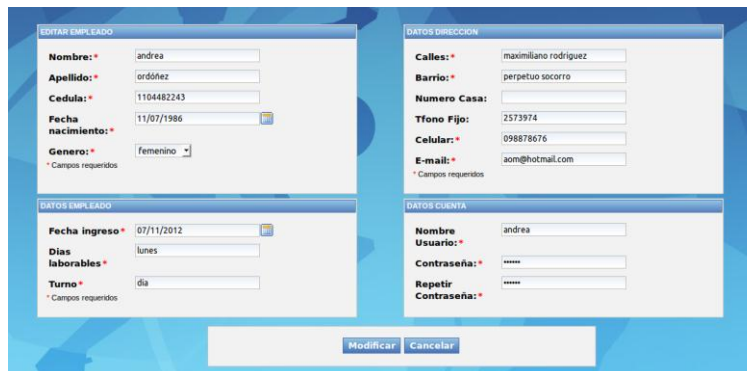 EDITAR EMPLEADO
Nombre:* andrea
Apellido:* ordóñez
Cedula:* 1104482243
Fecha 11/07/1986
nacimiento:*
Genero:* femenino
* Campos requeridos
DATOS DIRECCION
Calles:* maximiliano rodriguez
Barrio:* perpetuo socorro
Numero Casa:
Tfono Fijo: 2573974
Celular:* 098878676
E-mail:* aom@hotmail.com
* Campos requeridos
DATOS EMPLEADO
Fecha ingreso* 07/11/2012
Dias lunes
laborables*
Turno* dia
* Campos requeridos
DATOS CUENTA
Nombre andrea
Usuario:*
Contraseña:* ••••••
Repetir ••••••
Contraseña:*
Modificar Cancelar